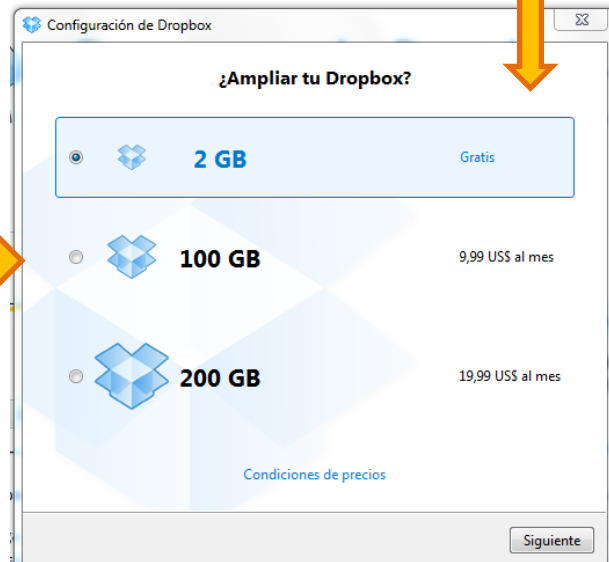 Configuración de Dropbox
¿Ampliar tu Dropbox?
2 GB Gratis
100 GB 9,99 US$ al mes
200 GB 19,99 US$ al mes
Condiciones de precios
Siguiente